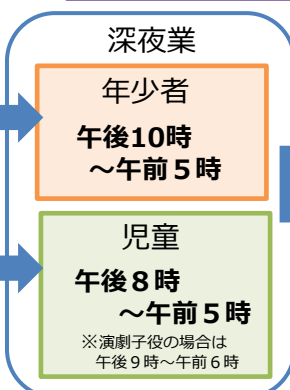 深夜業
年少者
午後10時
～午前５時
児童
午後８時
～午前５時
※演劇子役の場合は
午後９時～午前６時